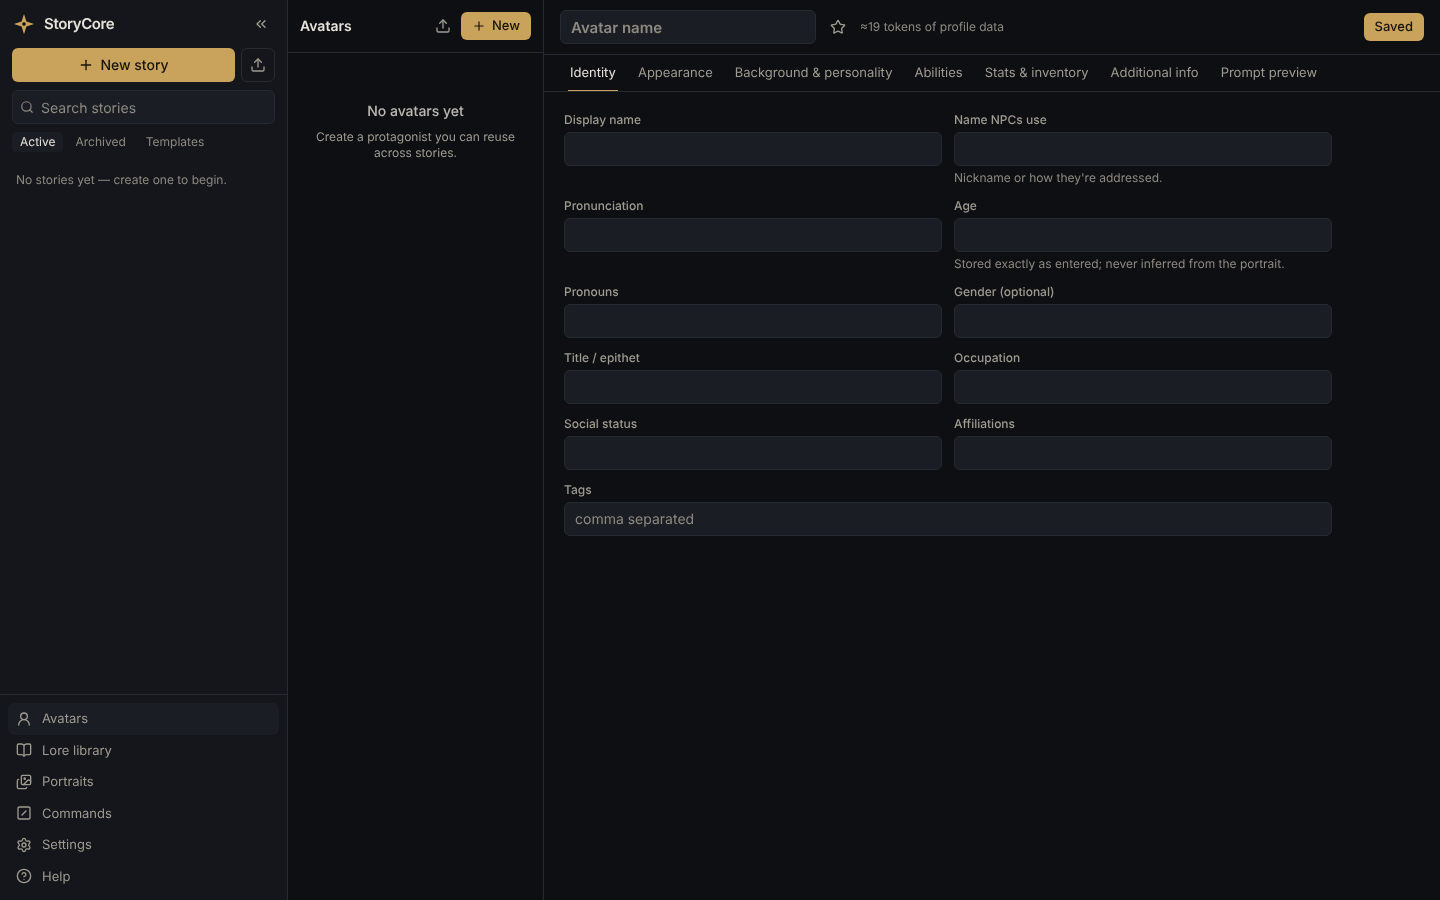 StoryCore
New story
Search stories
Active
Archived
Templates
No stories yet — create one to begin.
Avatars
Lore library
Portraits
Commands
Settings
Help
Avatars
New
No avatars yet
Create a protagonist you can reuse
across stories.
Avatar name
≈19 tokens of profile data
Saved
Identity
Appearance
Background & personality
Abilities
Stats & inventory
Additional info
Prompt preview
Display name
Name NPCs use
Nickname or how they're addressed.
Pronunciation
Age
Stored exactly as entered; never inferred from the portrait.
Pronouns
Gender (optional)
Title / epithet
Occupation
Social status
Affiliations
Tags
comma separated